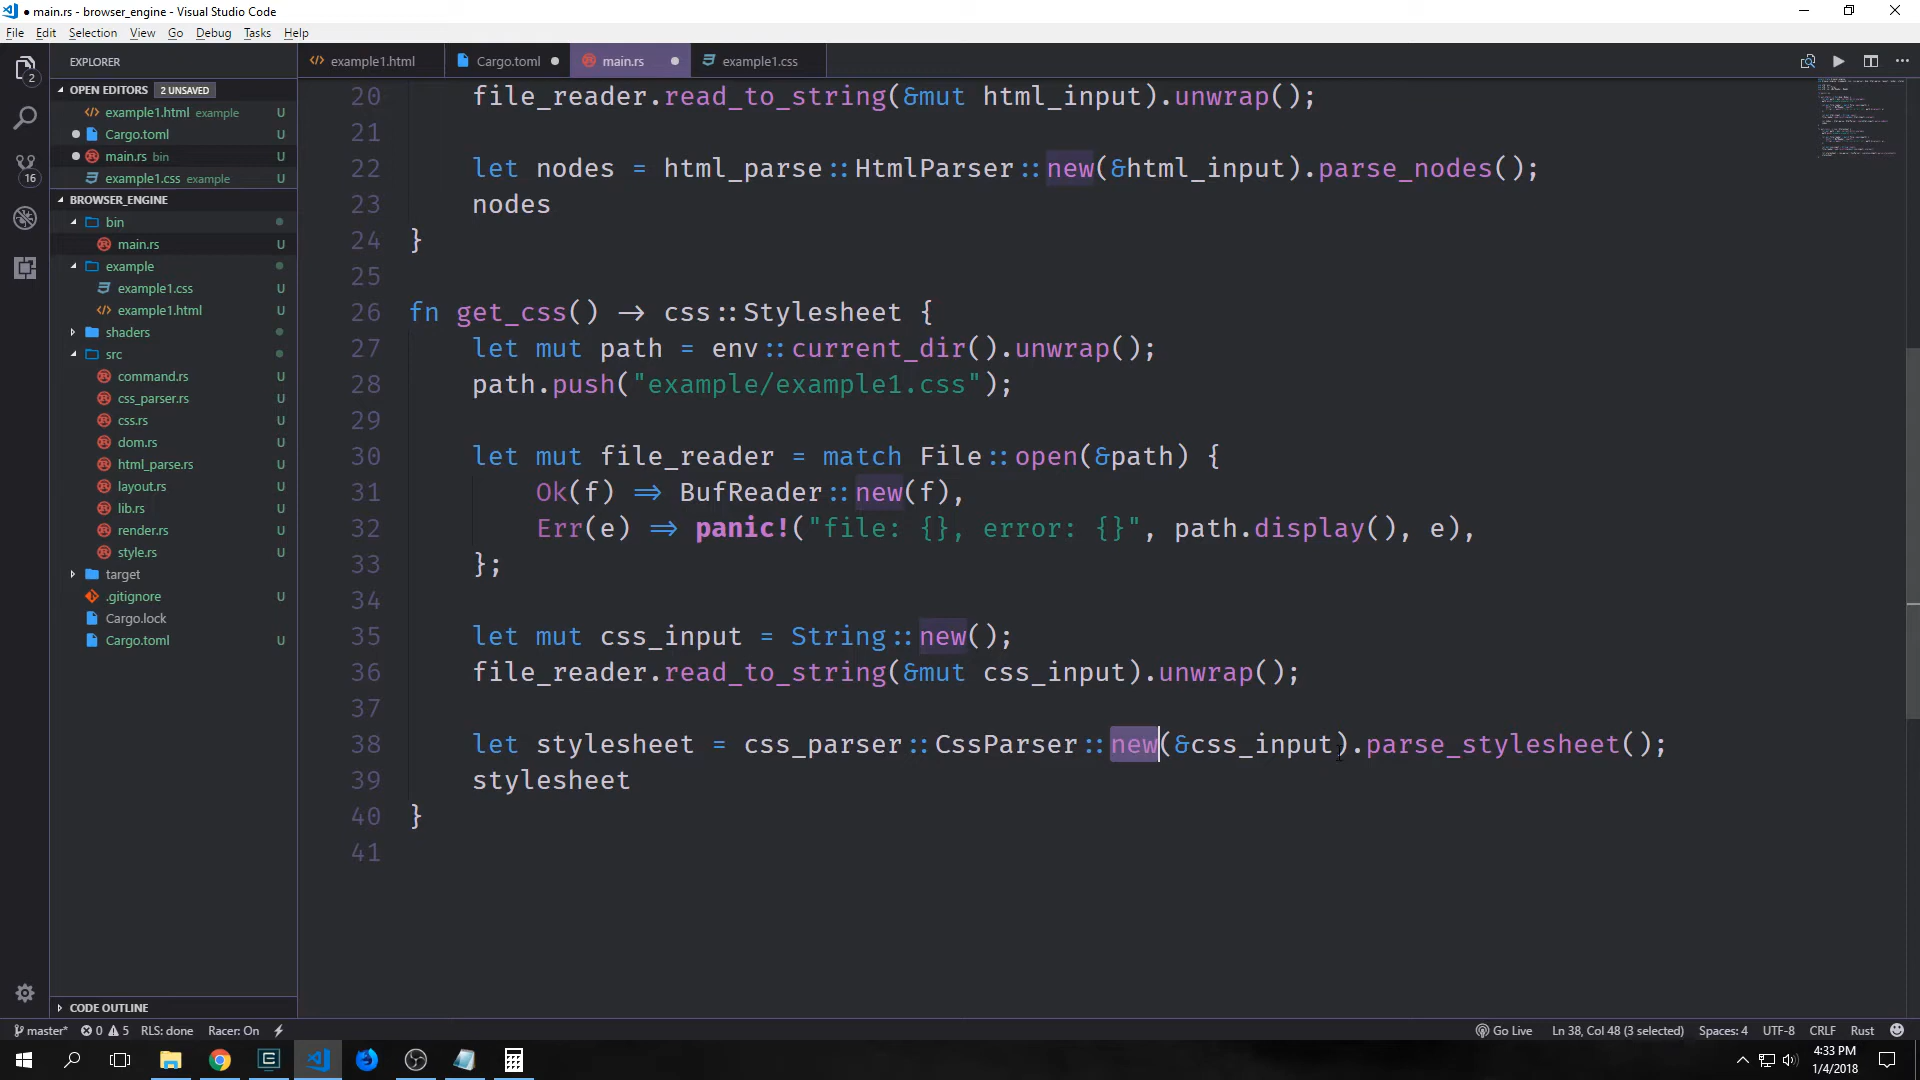 ● main.rs - browser_engine - Visual Studio Code
File Edit Selection View Go Debug Tasks Help
EXPLORER
OPEN EDITORS 2 UNSAVED
example1.html example U
Cargo.toml
main.rs bin U
example1.css example U
BROWSER_ENGINE
bin
main.rs U
example
example1.css U
example1.html U
shaders
src
command.rs U
css_parser.rs U
css.rs U
dom.rs U
html_parse.rs U
layout.rs U
lib.rs U
render.rs U
style.rs U
target
.gitignore U
Cargo.lock
Cargo.toml U
CODE OUTLINE
2
16
example1.html Cargo.toml ● main.rs ● example1.css
20 file_reader.read_to_string(&mut html_input).unwrap();
21
22 let nodes = html_parse::HtmlParser::new(&html_input).parse_nodes();
23 nodes
24 }
25
26 fn get_css() → css::Stylesheet {
27 let mut path = env::current_dir().unwrap();
28 path.push("example/example1.css");
29
30 let mut file_reader = match File::open(&path) {
31 Ok(f) ⇒ BufReader::new(f),
32 Err(e) ⇒ panic!("file: {}, error: {}", path.display(), e),
33 };
34
35 let mut css_input = String::new();
36 file_reader.read_to_string(&mut css_input).unwrap();
37
38 let stylesheet = css_parser::CssParser::new(&css_input).parse_stylesheet();
39 stylesheet
40 }
41
master* 0 5 RLS: done Racer: On Go Live Ln 38, Col 48 (3 selected) Spaces: 4 UTF-8 CRLF Rust
4:33 PM
1/4/2018